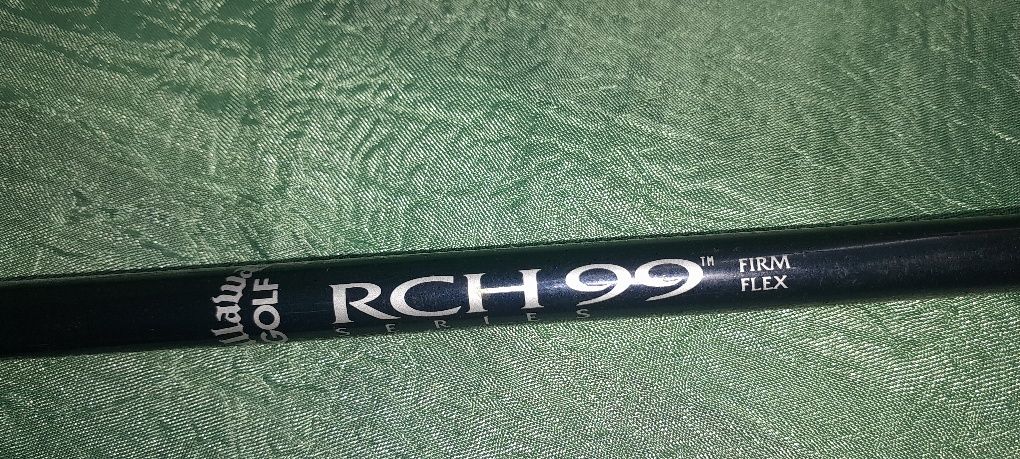 GOLF
RCH 99™
SERIES
FIRM
FLEX